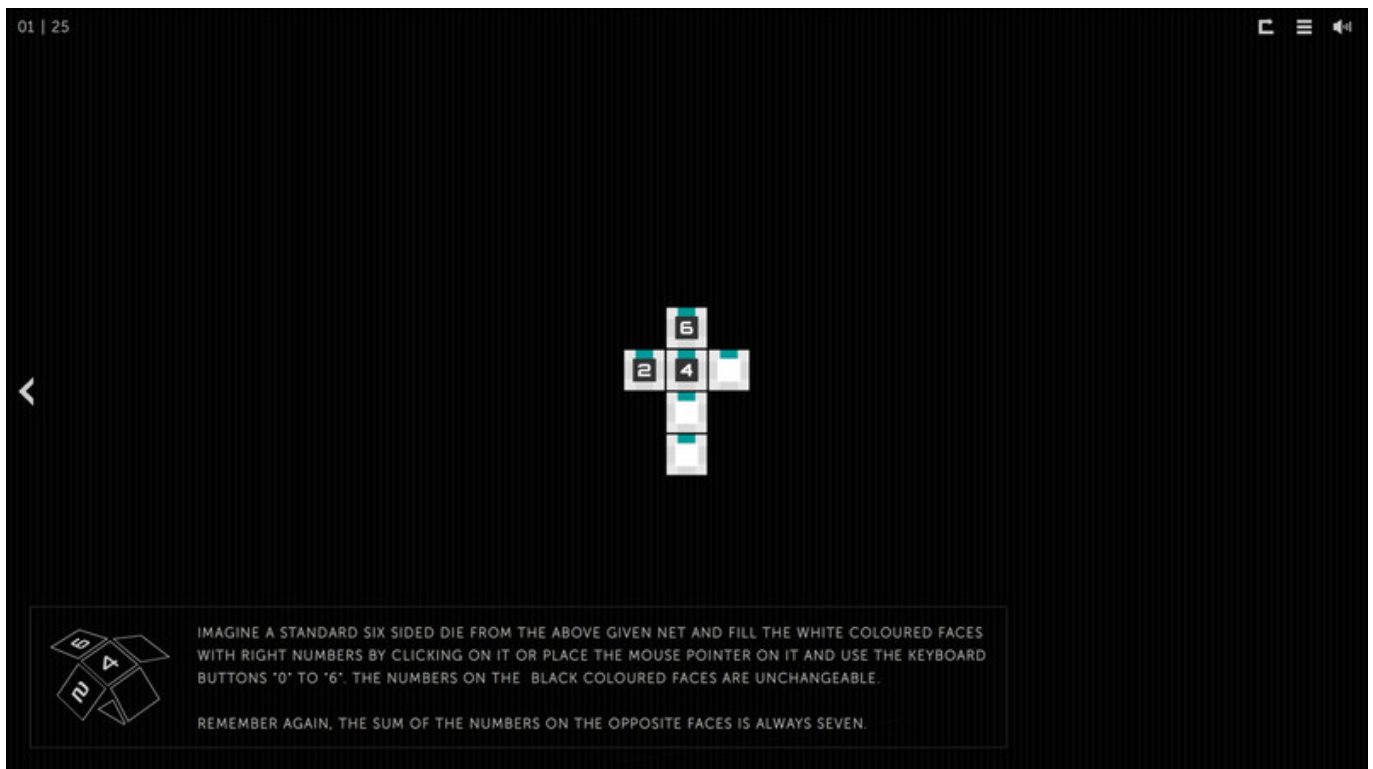 01 | 25
6
2 4
6
4
2
IMAGINE A STANDARD SIX SIDED DIE FROM THE ABOVE GIVEN NET AND FILL THE WHITE COLOURED FACES
WITH RIGHT NUMBERS BY CLICKING ON IT OR PLACE THE MOUSE POINTER ON IT AND USE THE KEYBOARD
BUTTONS "0" TO "6". THE NUMBERS ON THE BLACK COLOURED FACES ARE UNCHANGEABLE.
REMEMBER AGAIN, THE SUM OF THE NUMBERS ON THE OPPOSITE FACES IS ALWAYS SEVEN.